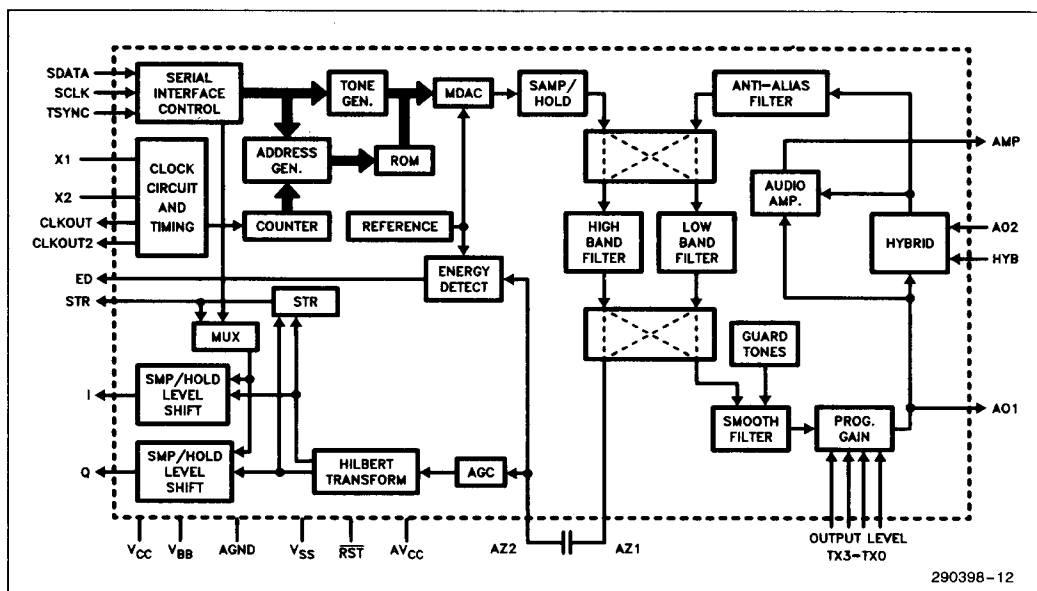 SDATA
SCLK
TSYNC
SERIAL
INTERFACE
CONTROL
TONE
GEN.
MDAC
SAMP/
HOLD
ANTI-ALIAS
FILTER
AMP
X1
X2
CLKOUT
CLKOUT2
CLOCK
CIRCUIT
AND
TIMING
ADDRESS
GEN.
ROM
AUDIO
AMP.
COUNTER
REFERENCE
HIGH
BAND
FILTER
LOW
BAND
FILTER
HYBRID
AO2
HYB
ED
ENERGY
DETECT
STR
STR
MUX
GUARD
TONES
I
SMP/HOLD
LEVEL
SHIFT
SMOOTH
FILTER
PROG.
GAIN
AO1
Q
SMP/HOLD
LEVEL
SHIFT
HILBERT
TRANSFORM
AGC
VCC
VBB
AGND
VSS
RST
AVCC
AZ2
AZ1
OUTPUT LEVEL
TX3-TX0
290398-12